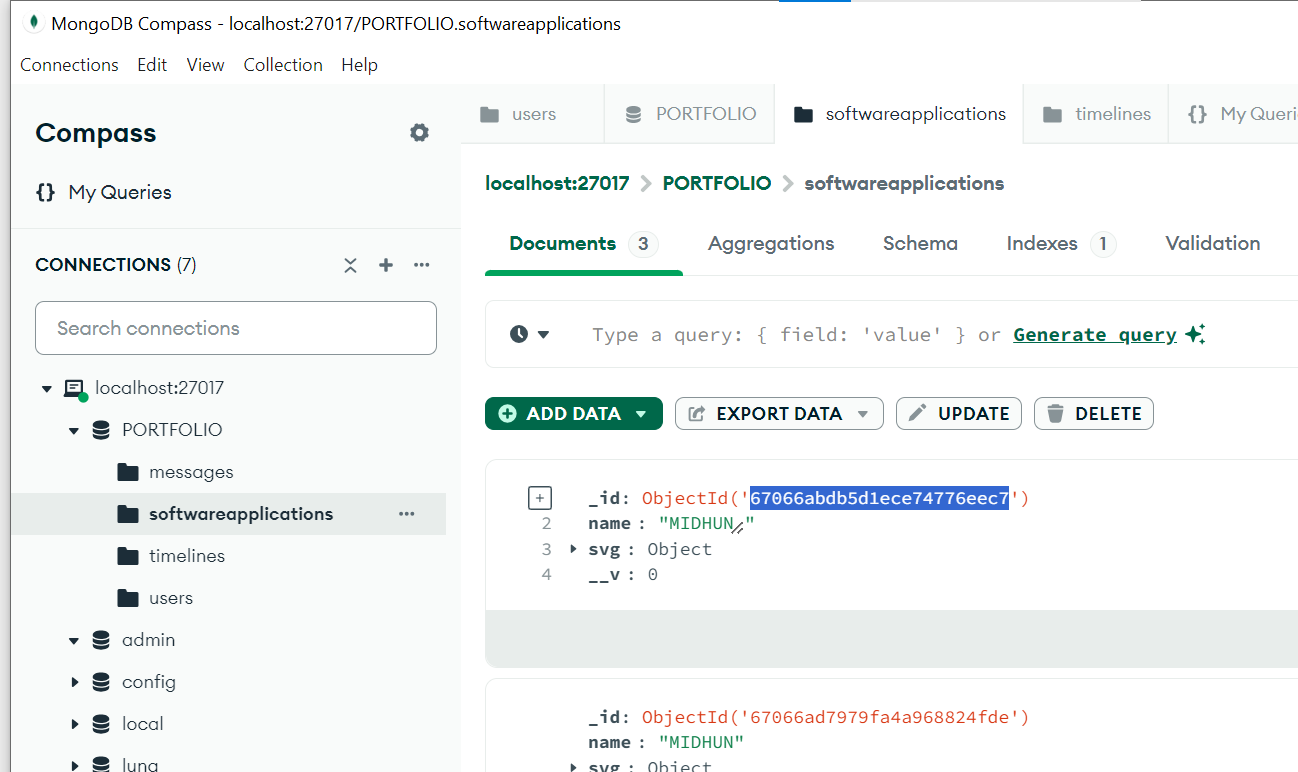 MongoDB Compass - localhost:27017/PORTFOLIO.softwareapplications
Connections Edit View Collection Help
Compass
{} My Queries
CONNECTIONS (7)
Search connections
localhost:27017
PORTFOLIO
messages
softwareapplications
timelines
users
admin
config
local
luna
users PORTFOLIO softwareapplications timelines {} My Queri
localhost:27017 > PORTFOLIO > softwareapplications
Documents 3 Aggregations Schema Indexes 1 Validation
Type a query: { field: 'value' } or Generate query
ADD DATA EXPORT DATA UPDATE DELETE
_id: ObjectId('67066abdb5d1ece74776eec7')
2 name : "MIDHUN "
3 svg : Object
4 __v : 0
_id: ObjectId('67066ad7979fa4a968824fde')
name : "MIDHUN"
svg : Object